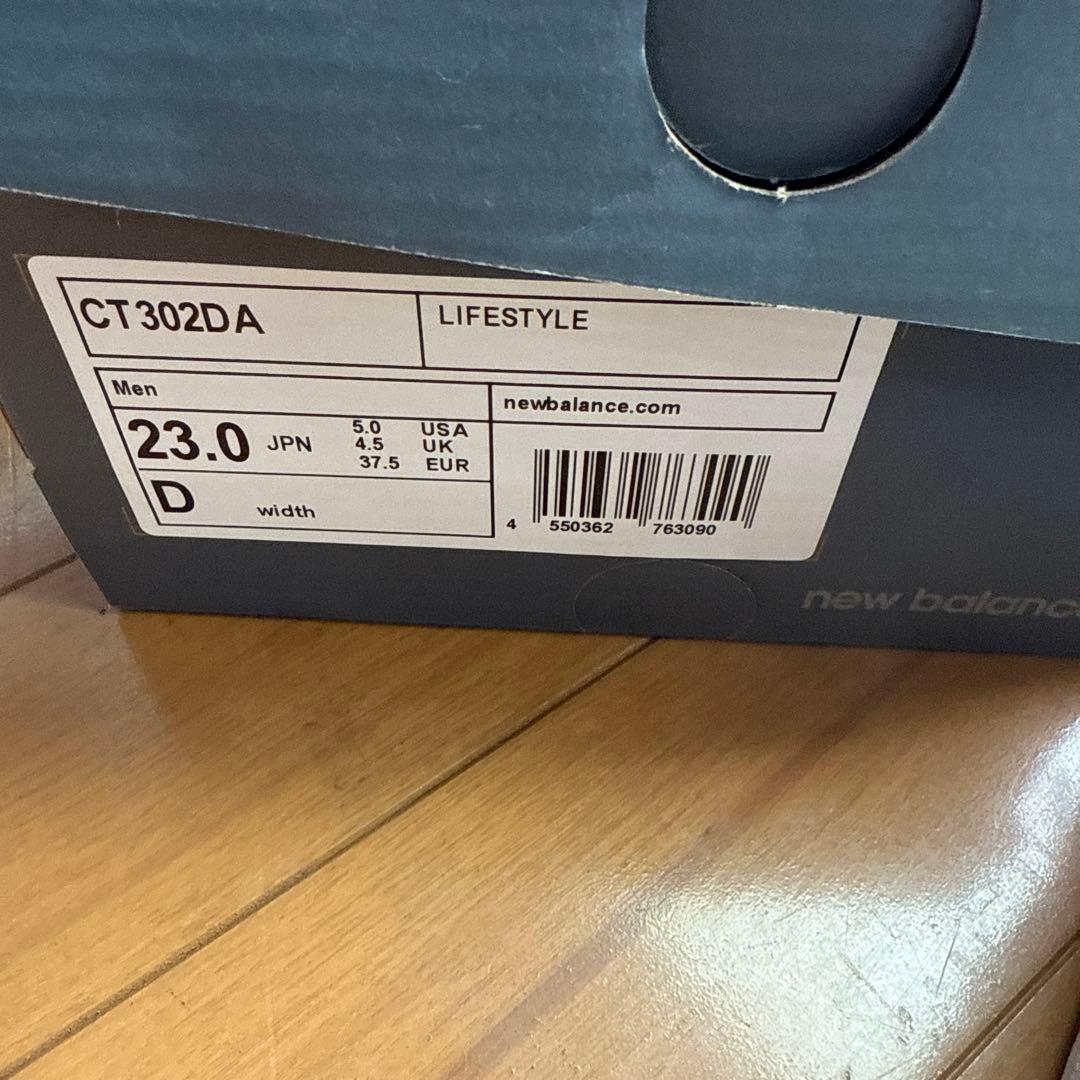 CT302DA
LIFESTYLE
Men
newbalance.com
23.0 JPN
5.0 USA
4.5 UK
37.5 EUR
D width
4 550362 763090
new balance